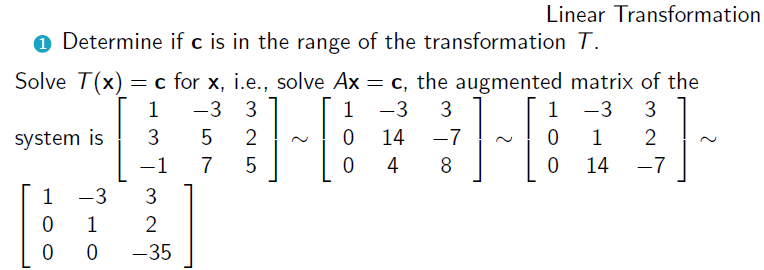 Linear Transformation
1 Determine if c is in the range of the transformation T.
Solve T(x) = c for x, i.e., solve Ax = c, the augmented matrix of the
system is [ 1 −3 3 ; 3 5 2 ; −1 7 5 ] ~ [ 1 −3 3 ; 0 14 −7 ; 0 4 8 ] ~ [ 1 −3 3 ; 0 1 2 ; 0 14 −7 ] ~
[ 1 −3 3 ; 0 1 2 ; 0 0 −35 ]